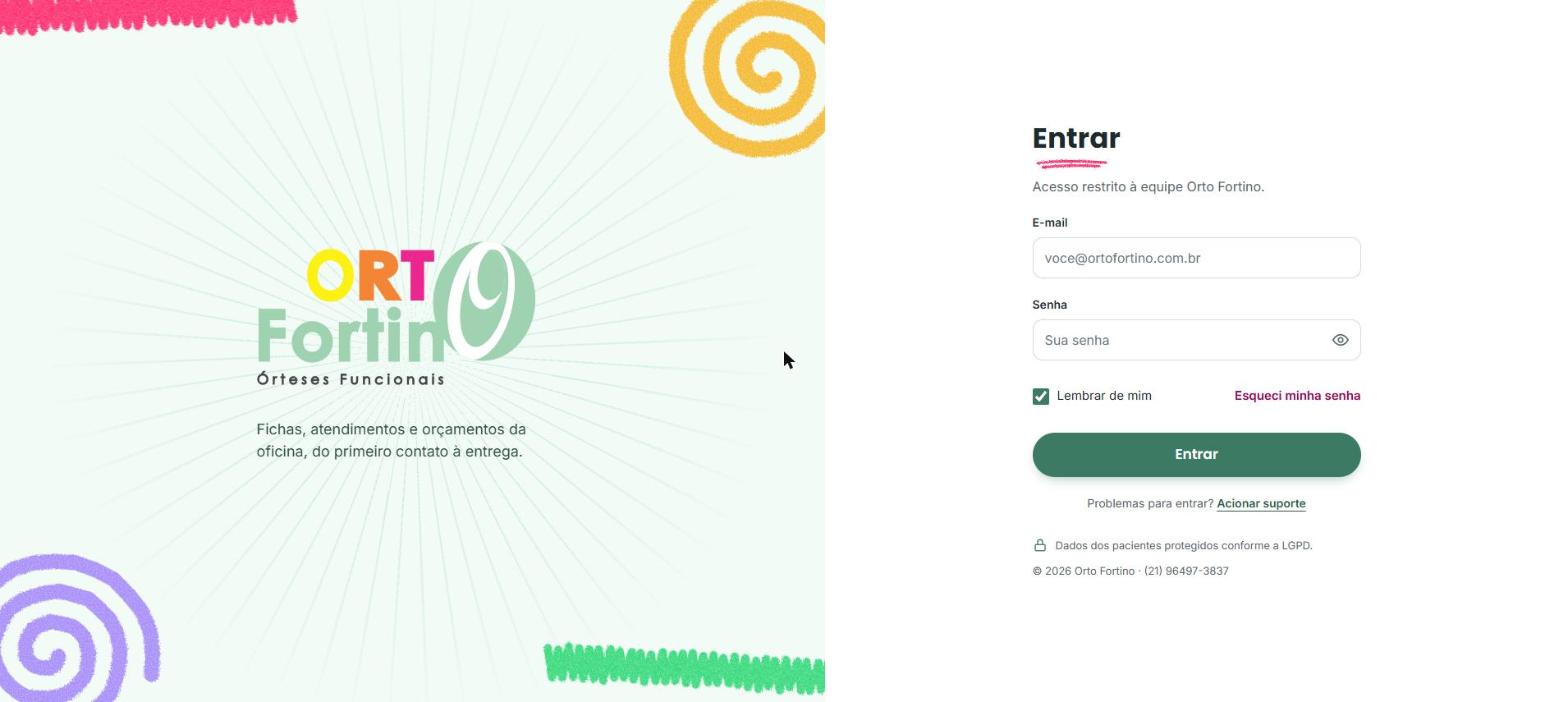 ORTO
Fortino
Órteses Funcionais
Fichas, atendimentos e orçamentos da
oficina, do primeiro contato à entrega.
Entrar
Acesso restrito à equipe Orto Fortino.
E-mail
voce@ortofortino.com.br
Senha
Sua senha
Lembrar de mim
Esqueci minha senha
Entrar
Problemas para entrar? Acionar suporte
Dados dos pacientes protegidos conforme a LGPD.
© 2026 Orto Fortino · (21) 96497-3837